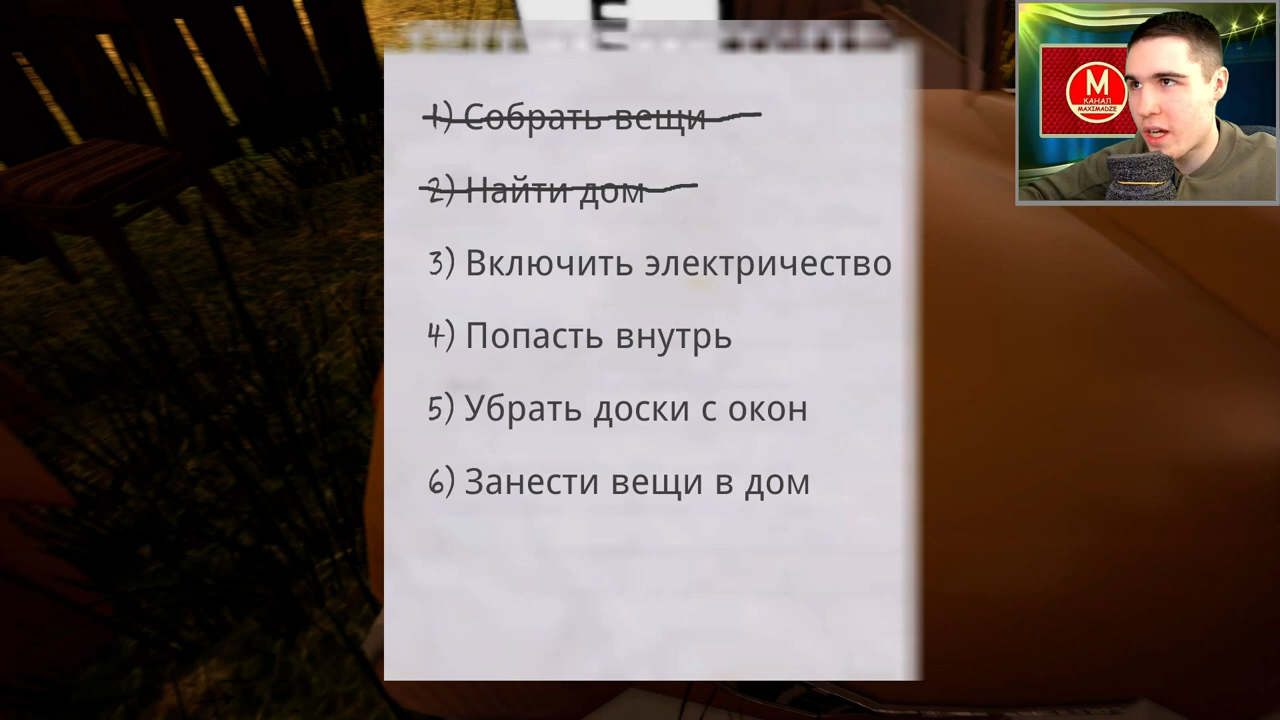 М
КАНАЛ
MAXIMADZE
1) Собрать вещи
2) Найти дом
3) Включить электричество
4) Попасть внутрь
5) Убрать доски с окон
6) Занести вещи в дом